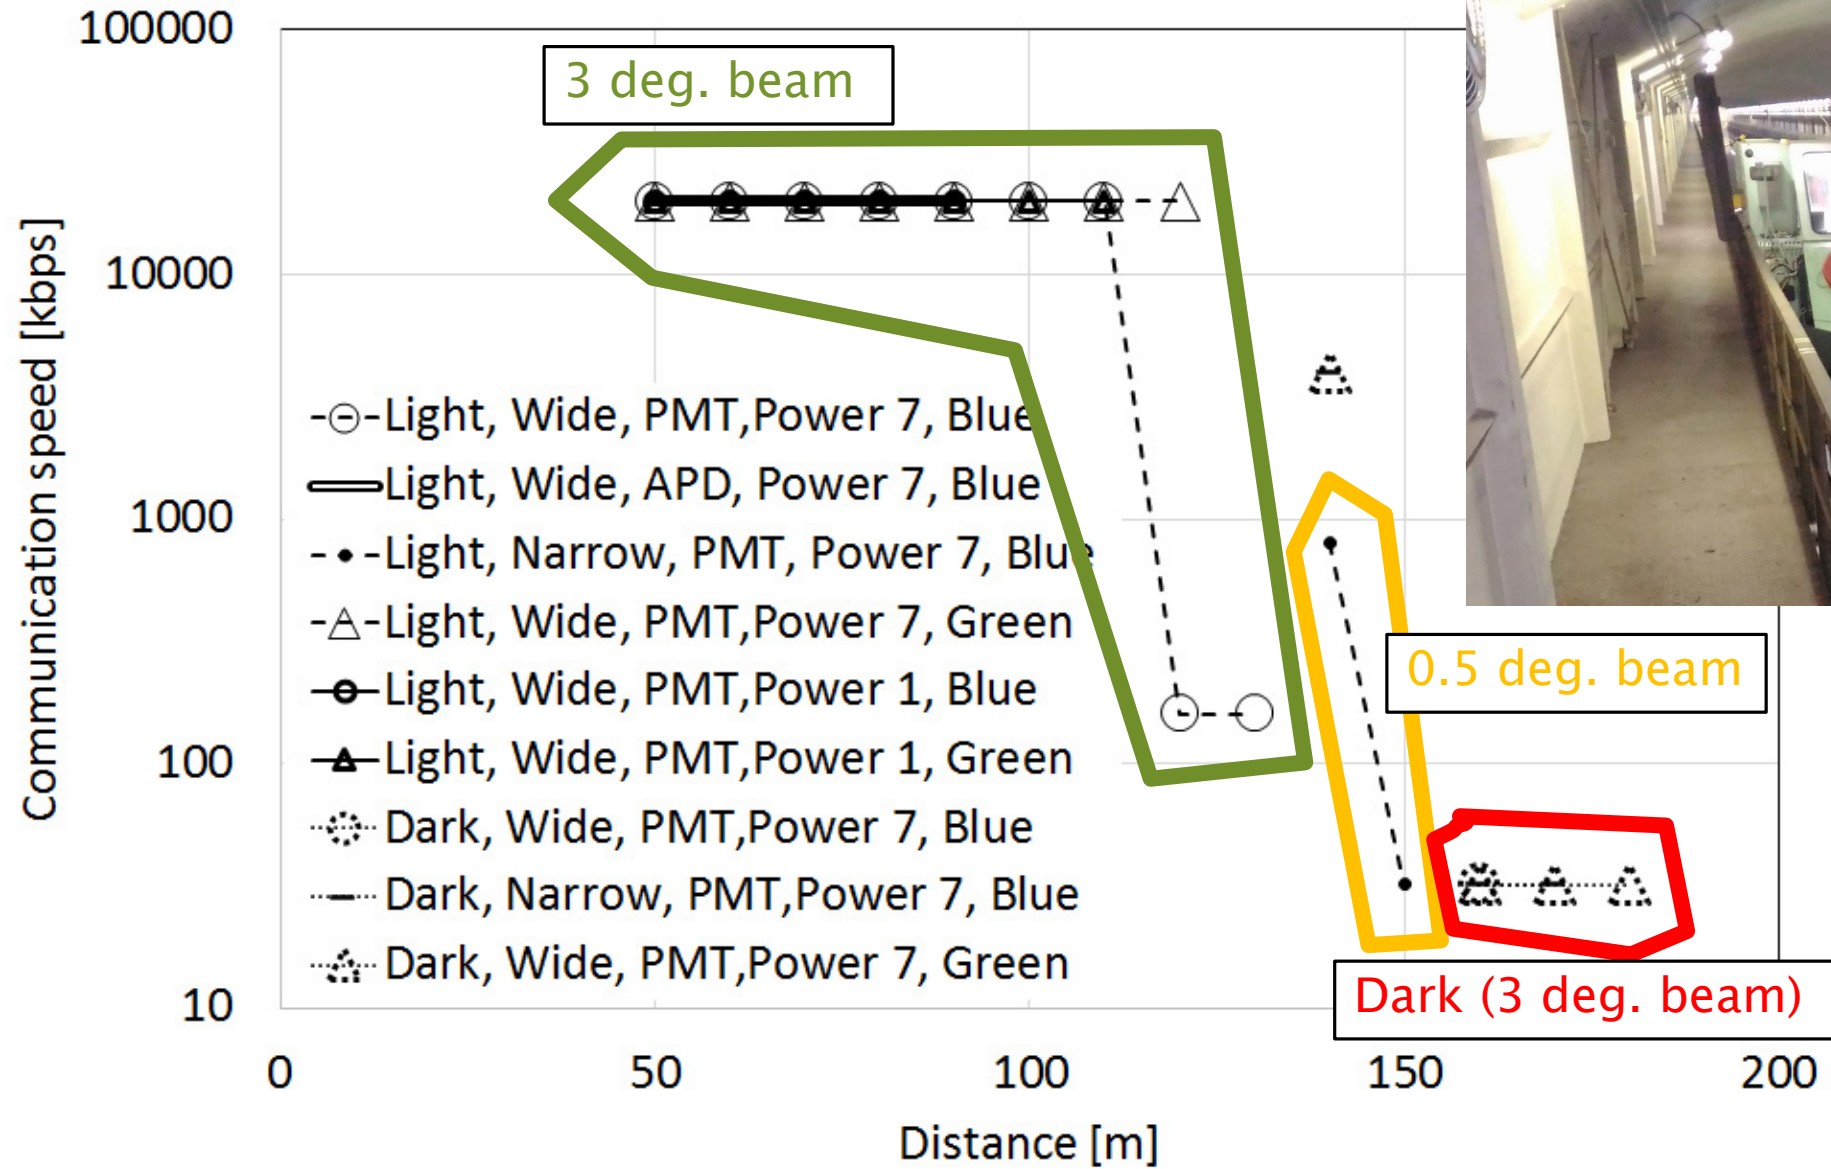 100000
10000
1000
100
10
Communication speed [kbps]
3 deg. beam
Light, Wide, PMT,Power 7, Blue
Light, Wide, APD, Power 7, Blue
Light, Narrow, PMT, Power 7, Blue
Light, Wide, PMT,Power 7, Green
Light, Wide, PMT,Power 1, Blue
Light, Wide, PMT,Power 1, Green
Dark, Wide, PMT,Power 7, Blue
Dark, Narrow, PMT,Power 7, Blue
Dark, Wide, PMT,Power 7, Green
0.5 deg. beam
Dark (3 deg. beam)
0 50 100 150 200
Distance [m]